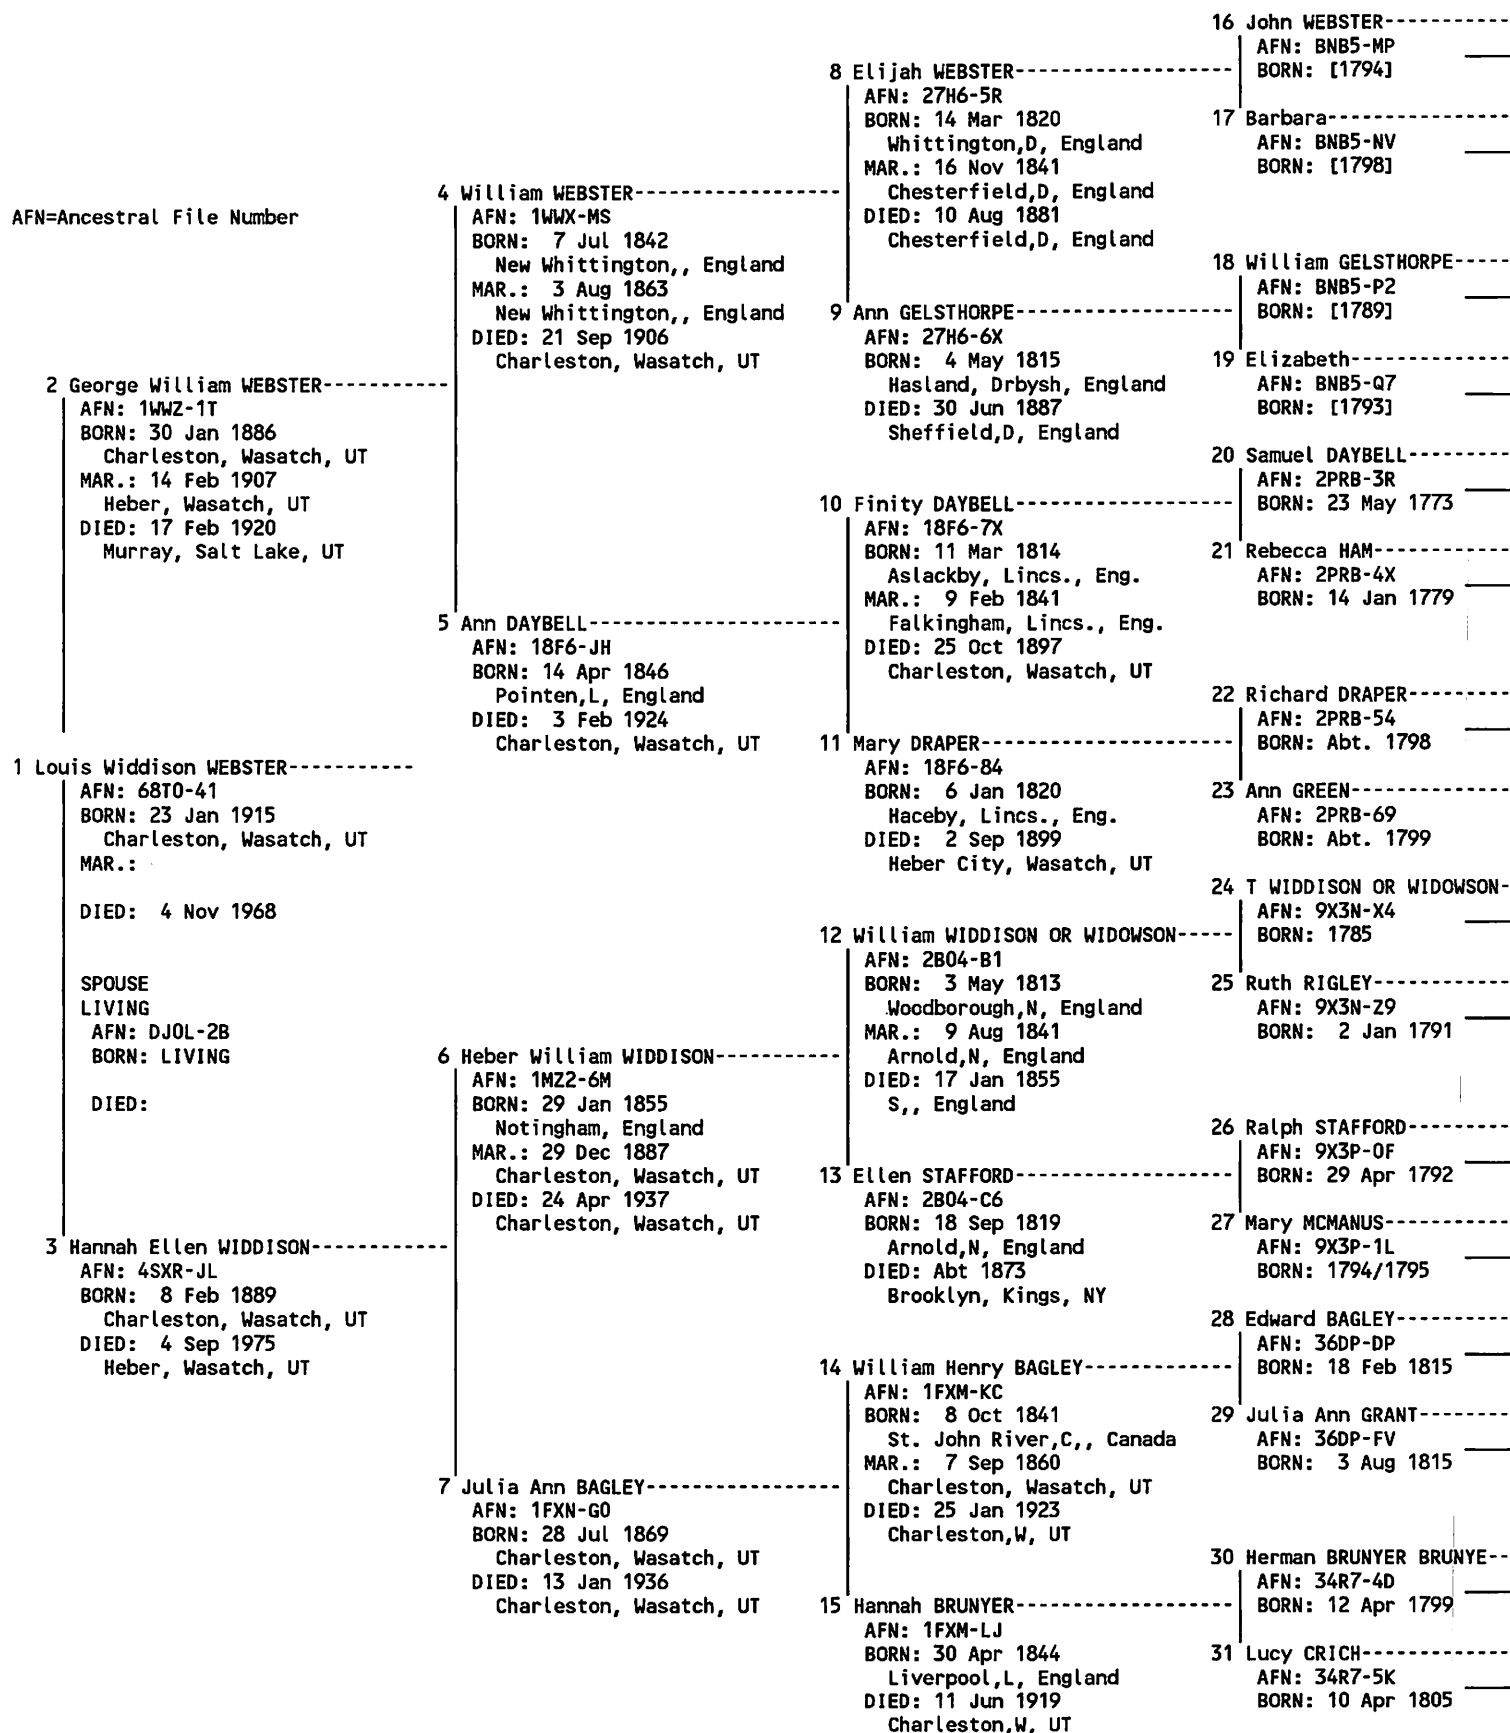 AFN=Ancestral File Number
1 Louis Widdison WEBSTER-----------
AFN: 68T0-41
BORN: 23 Jan 1915
Charleston, Wasatch, UT
MAR.:
DIED: 4 Nov 1968
SPOUSE
LIVING
AFN: DJ0L-2B
BORN: LIVING
DIED:
2 George William WEBSTER-----------
AFN: 1WWZ-1T
BORN: 30 Jan 1886
Charleston, Wasatch, UT
MAR.: 14 Feb 1907
Heber, Wasatch, UT
DIED: 17 Feb 1920
Murray, Salt Lake, UT
3 Hannah Ellen WIDDISON------------
AFN: 4SXR-JL
BORN: 8 Feb 1889
Charleston, Wasatch, UT
DIED: 4 Sep 1975
Heber, Wasatch, UT
4 William WEBSTER------------------
AFN: 1WWX-MS
BORN: 7 Jul 1842
New Whittington,, England
MAR.: 3 Aug 1863
New Whittington,, England
DIED: 21 Sep 1906
Charleston, Wasatch, UT
5 Ann DAYBELL----------------------
AFN: 18F6-JH
BORN: 14 Apr 1846
Pointen,L, England
DIED: 3 Feb 1924
Charleston, Wasatch, UT
6 Heber William WIDDISON-----------
AFN: 1MZ2-6M
BORN: 29 Jan 1855
Notingham, England
MAR.: 29 Dec 1887
Charleston, Wasatch, UT
DIED: 24 Apr 1937
Charleston, Wasatch, UT
7 Julia Ann BAGLEY-----------------
AFN: 1FXN-G0
BORN: 28 Jul 1869
Charleston, Wasatch, UT
DIED: 13 Jan 1936
Charleston, Wasatch, UT
8 Elijah WEBSTER-------------------
AFN: 27H6-5R
BORN: 14 Mar 1820
Whittington,D, England
MAR.: 16 Nov 1841
Chesterfield,D, England
DIED: 10 Aug 1881
Chesterfield,D, England
9 Ann GELSTHORPE-------------------
AFN: 27H6-6X
BORN: 4 May 1815
Hasland, Drbysh, England
DIED: 30 Jun 1887
Sheffield,D, England
10 Finity DAYBELL-------------------
AFN: 18F6-7X
BORN: 11 Mar 1814
Aslackby, Lincs., Eng.
MAR.: 9 Feb 1841
Falkingham, Lincs., Eng.
DIED: 25 Oct 1897
Charleston, Wasatch, UT
11 Mary DRAPER----------------------
AFN: 18F6-84
BORN: 6 Jan 1820
Haceby, Lincs., Eng.
DIED: 2 Sep 1899
Heber City, Wasatch, UT
12 William WIDDISON OR WIDOWSON-----
AFN: 2B04-B1
BORN: 3 May 1813
Woodborough,N, England
MAR.: 9 Aug 1841
Arnold,N, England
DIED: 17 Jan 1855
S,, England
13 Ellen STAFFORD-------------------
AFN: 2B04-C6
BORN: 18 Sep 1819
Arnold,N, England
DIED: Abt 1873
Brooklyn, Kings, NY
14 William Henry BAGLEY-------------
AFN: 1FXM-KC
BORN: 8 Oct 1841
St. John River,C,, Canada
MAR.: 7 Sep 1860
Charleston, Wasatch, UT
DIED: 25 Jan 1923
Charleston,W, UT
15 Hannah BRUNYER-------------------
AFN: 1FXM-LJ
BORN: 30 Apr 1844
Liverpool,L, England
DIED: 11 Jun 1919
Charleston,W, UT
16 John WEBSTER-----------
AFN: BNB5-MP
BORN: [1794]
17 Barbara----------------
AFN: BNB5-NV
BORN: [1798]
18 William GELSTHORPE-----
AFN: BNB5-P2
BORN: [1789]
19 Elizabeth--------------
AFN: BNB5-Q7
BORN: [1793]
20 Samuel DAYBELL---------
AFN: 2PRB-3R
BORN: 23 May 1773
21 Rebecca HAM------------
AFN: 2PRB-4X
BORN: 14 Jan 1779
22 Richard DRAPER---------
AFN: 2PRB-54
BORN: Abt. 1798
23 Ann GREEN--------------
AFN: 2PRB-69
BORN: Abt. 1799
24 T WIDDISON OR WIDOWSON-
AFN: 9X3N-X4
BORN: 1785
25 Ruth RIGLEY------------
AFN: 9X3N-Z9
BORN: 2 Jan 1791
26 Ralph STAFFORD---------
AFN: 9X3P-0F
BORN: 29 Apr 1792
27 Mary MCMANUS-----------
AFN: 9X3P-1L
BORN: 1794/1795
28 Edward BAGLEY----------
AFN: 36DP-DP
BORN: 18 Feb 1815
29 Julia Ann GRANT--------
AFN: 36DP-FV
BORN: 3 Aug 1815
30 Herman BRUNYER BRUNYE--
AFN: 34R7-4D
BORN: 12 Apr 1799
31 Lucy CRICH-------------
AFN: 34R7-5K
BORN: 10 Apr 1805